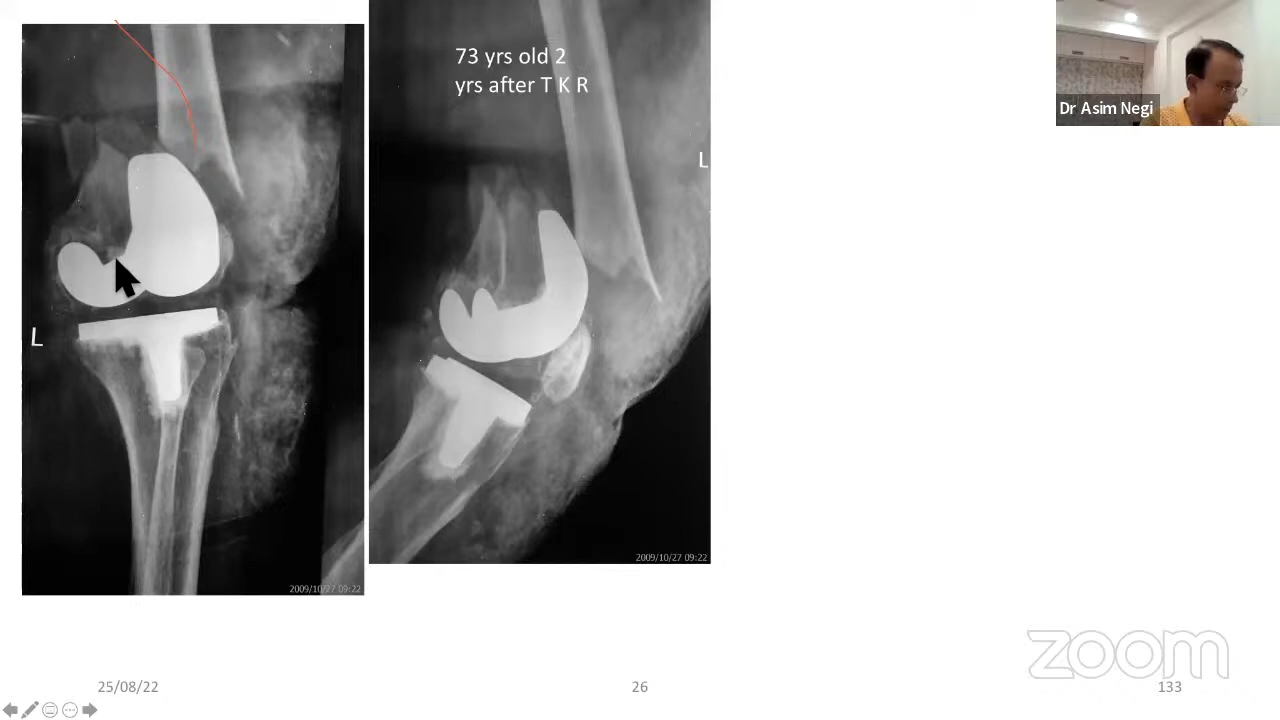 73 yrs old 2
yrs after T K R
Dr Asim Negi
L
L
2009/10/27 09:22
2009/10/27 09:22
zoom
25/08/22
26
133